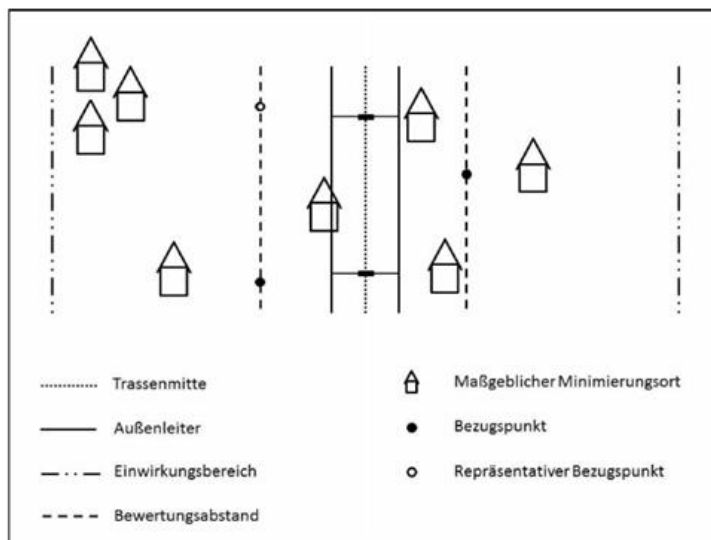 Trassenmitte
Außenleiter
Einwirkungsbereich
Bewertungsabstand
Maßgeblicher Minimierungsort
Bezugspunkt
Repräsentativer Bezugspunkt